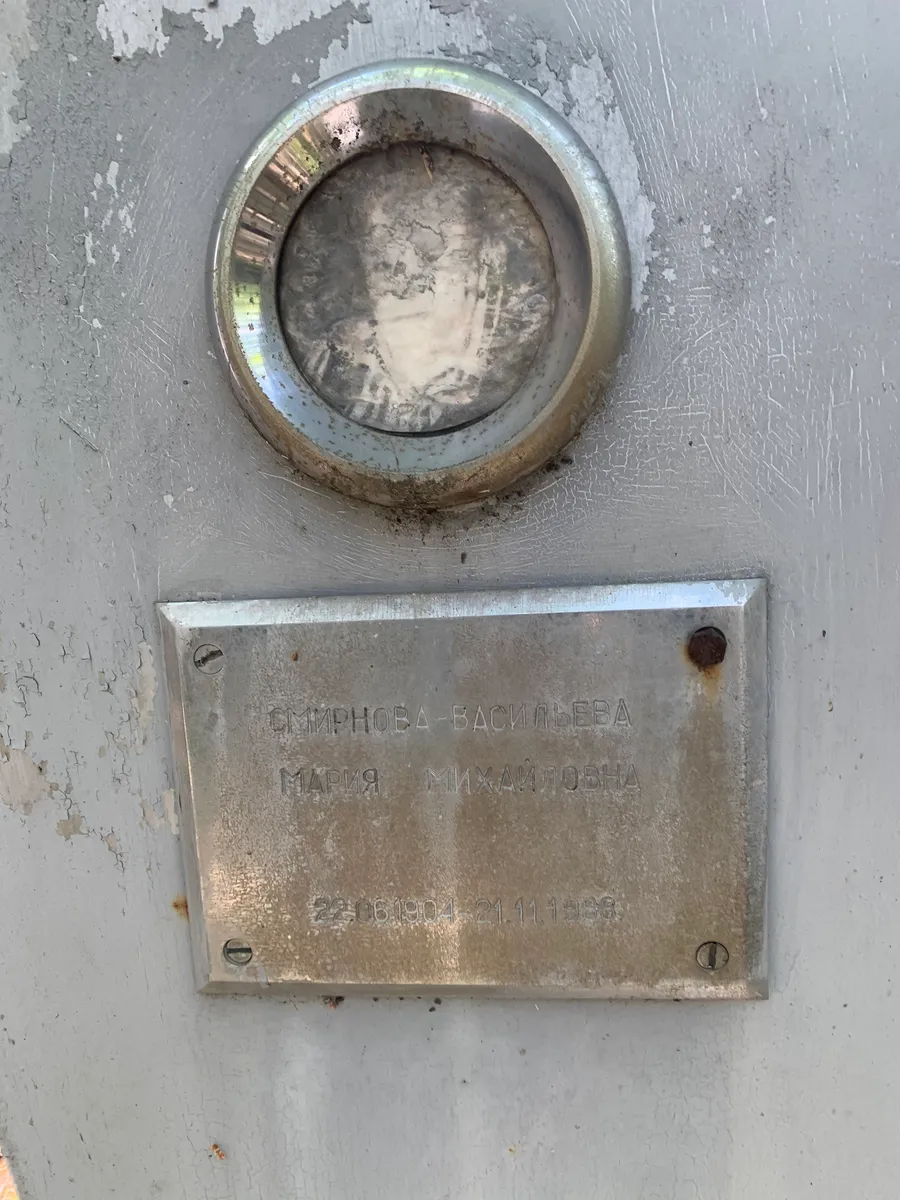 СМИРНОВА-ВАСИЛЬЕВА
МАРИЯ МИХАЙЛОВНА
22.06.1904-21.11.1988.